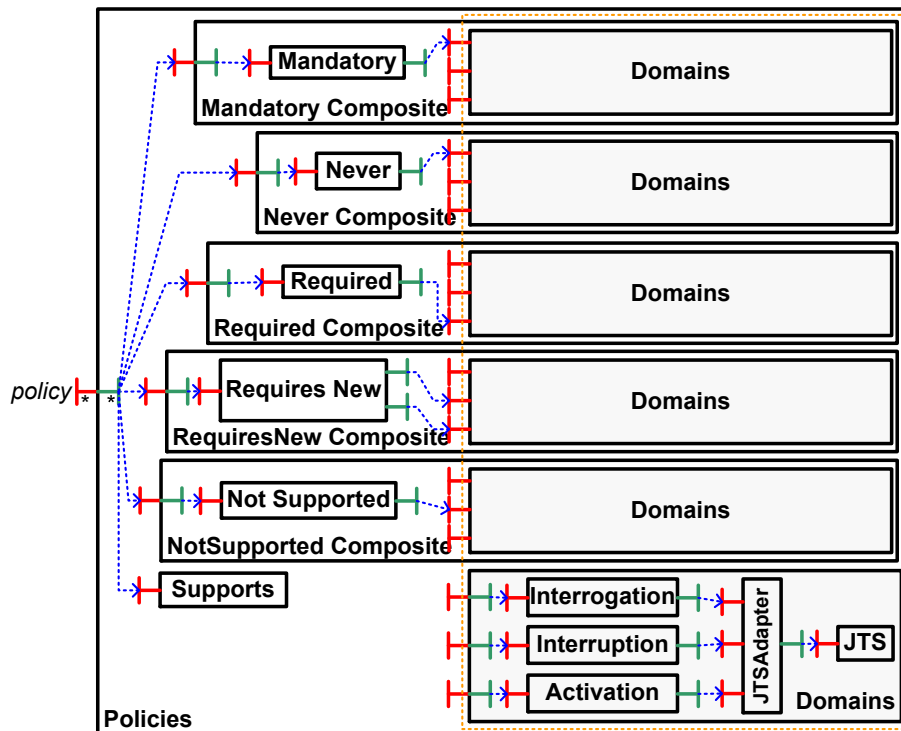 Mandatory
Domains
Mandatory Composite
Never
Domains
Never Composite
Required
Domains
Required Composite
policy
*
*
Requires New
Domains
RequiresNew Composite
Not Supported
Domains
NotSupported Composite
Supports
Interrogation
Interruption
Activation
JTSAdapter
JTS
Domains
Policies